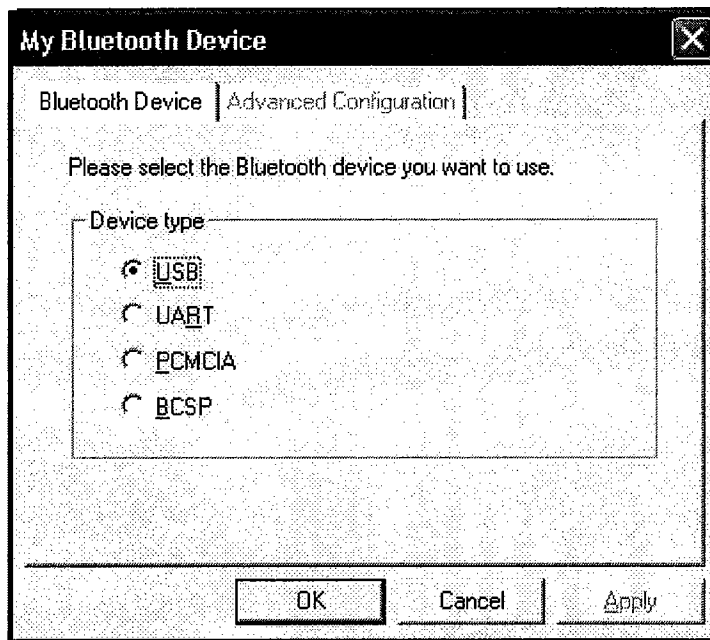 My Bluetooth Device
Bluetooth Device Advanced Configuration
Please select the Bluetooth device you want to use.
Device type
USB
UART
PCMCIA
BCSP
OK Cancel Apply